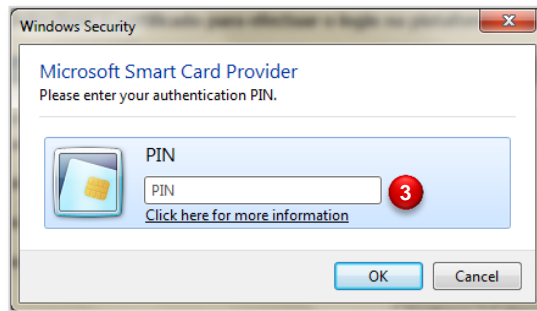 Windows Security
Microsoft Smart Card Provider
Please enter your authentication PIN.
PIN
PIN
3
Click here for more information
OK
Cancel